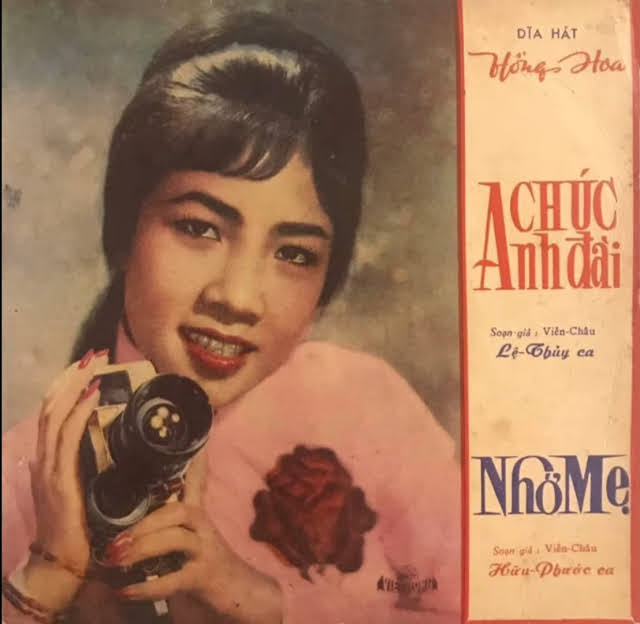 DĨA HÁT
Hồng Hoa
CHÚC
Anh đài
Soạn-giả : Viễn-Châu
Lệ-Thủy ca
Nhớ Mẹ
Soạn giả : Viễn-Châu
Hữu-Phước ca